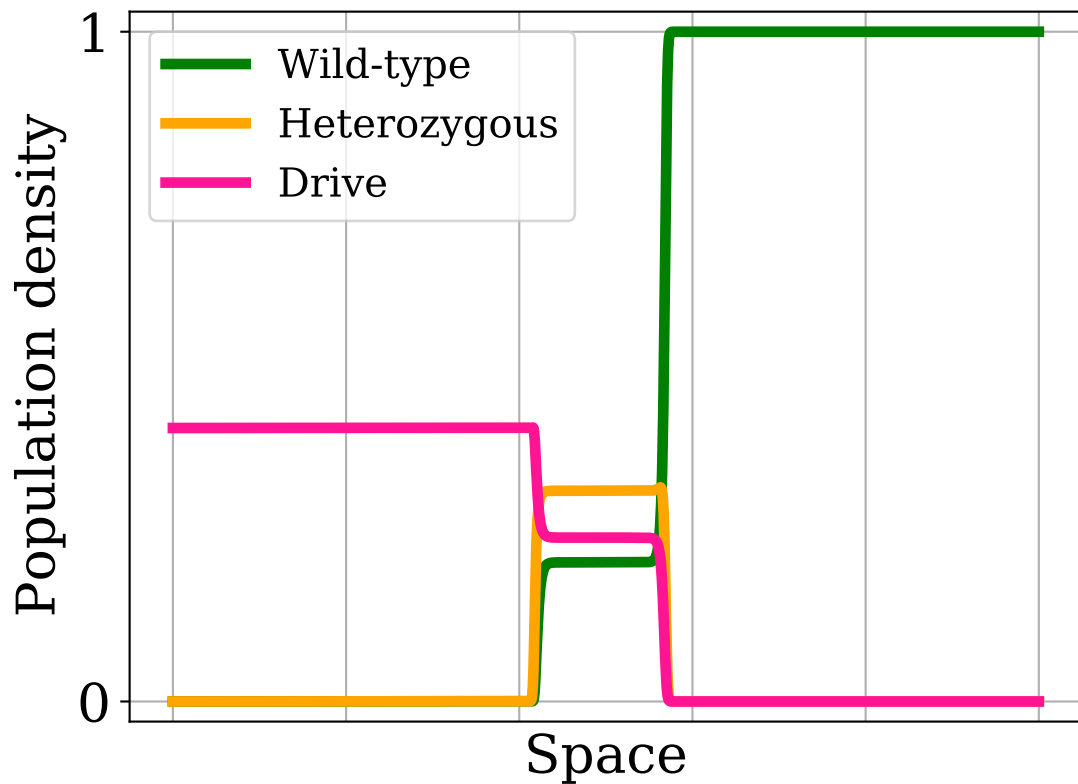 1
Wild-type
Heterozygous
Drive
Population density
0
Space